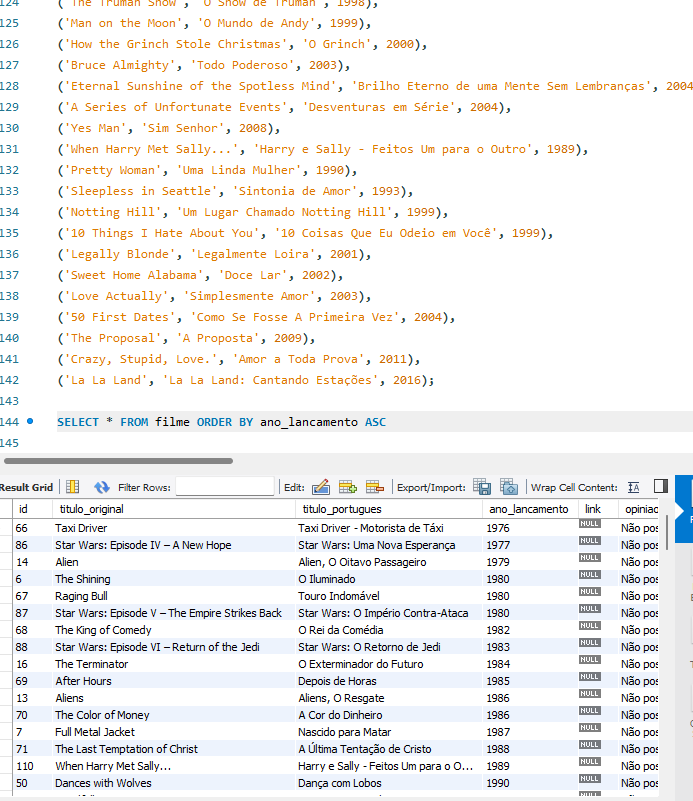 124 ('The Truman Show', 'O Show de Truman', 1998),
125 ('Man on the Moon', 'O Mundo de Andy', 1999),
126 ('How the Grinch Stole Christmas', 'O Grinch', 2000),
127 ('Bruce Almighty', 'Todo Poderoso', 2003),
128 ('Eternal Sunshine of the Spotless Mind', 'Brilho Eterno de uma Mente Sem Lembranças', 2004
129 ('A Series of Unfortunate Events', 'Desventuras em Série', 2004),
130 ('Yes Man', 'Sim Senhor', 2008),
131 ('When Harry Met Sally...', 'Harry e Sally - Feitos Um para o Outro', 1989),
132 ('Pretty Woman', 'Uma Linda Mulher', 1990),
133 ('Sleepless in Seattle', 'Sintonia de Amor', 1993),
134 ('Notting Hill', 'Um Lugar Chamado Notting Hill', 1999),
135 ('10 Things I Hate About You', '10 Coisas Que Eu Odeio em Você', 1999),
136 ('Legally Blonde', 'Legalmente Loira', 2001),
137 ('Sweet Home Alabama', 'Doce Lar', 2002),
138 ('Love Actually', 'Simplesmente Amor', 2003),
139 ('50 First Dates', 'Como Se Fosse A Primeira Vez', 2004),
140 ('The Proposal', 'A Proposta', 2009),
141 ('Crazy, Stupid, Love.', 'Amor a Toda Prova', 2011),
142 ('La La Land', 'La La Land: Cantando Estações', 2016);
143
144 SELECT * FROM filme ORDER BY ano_lancamento ASC
145
Result Grid Filter Rows: Edit: Export/Import: Wrap Cell Content:
id titulo_original titulo_portugues ano_lancamento link opiniao
66 Taxi Driver Taxi Driver - Motorista de Táxi 1976 NULL Não pos
86 Star Wars: Episode IV – A New Hope Star Wars: Uma Nova Esperança 1977 NULL Não pos
14 Alien Alien, O Oitavo Passageiro 1979 NULL Não pos
6 The Shining O Iluminado 1980 NULL Não pos
67 Raging Bull Touro Indomável 1980 NULL Não pos
87 Star Wars: Episode V – The Empire Strikes Back Star Wars: O Império Contra-Ataca 1980 NULL Não pos
68 The King of Comedy O Rei da Comédia 1982 NULL Não pos
88 Star Wars: Episode VI – Return of the Jedi Star Wars: O Retorno de Jedi 1983 NULL Não pos
16 The Terminator O Exterminador do Futuro 1984 NULL Não pos
69 After Hours Depois de Horas 1985 NULL Não pos
13 Aliens Aliens, O Resgate 1986 NULL Não pos
70 The Color of Money A Cor do Dinheiro 1986 NULL Não pos
7 Full Metal Jacket Nascido para Matar 1987 NULL Não pos
71 The Last Temptation of Christ A Última Tentação de Cristo 1988 NULL Não pos
110 When Harry Met Sally... Harry e Sally - Feitos Um para o O... 1989 NULL Não pos
50 Dances with Wolves Dança com Lobos 1990 NULL Não pos